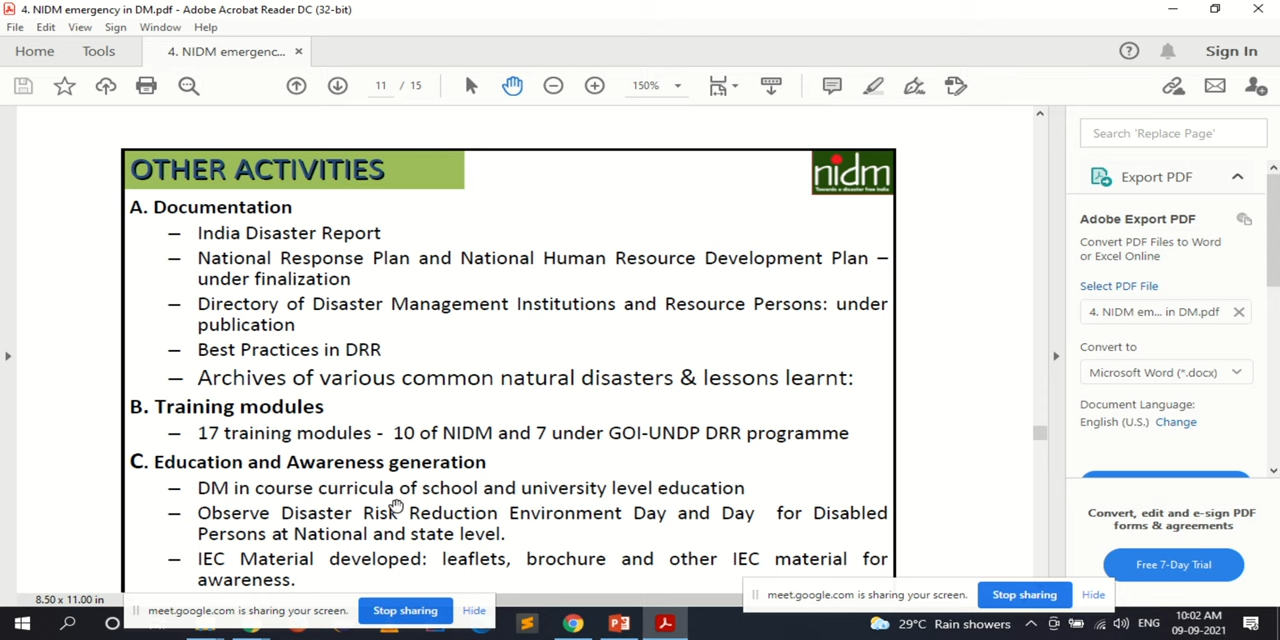 4. NIDM emergency in DM.pdf - Adobe Acrobat Reader DC (32-bit)
File Edit View Sign Window Help
Home Tools 4. NIDM emergenc... × Sign In
11 / 15 150%
OTHER ACTIVITIES
nidm
Towards a disaster free India
A. Documentation
– India Disaster Report
– National Response Plan and National Human Resource Development Plan –
under finalization
– Directory of Disaster Management Institutions and Resource Persons: under
publication
– Best Practices in DRR
– Archives of various common natural disasters & lessons learnt:
B. Training modules
– 17 training modules - 10 of NIDM and 7 under GOI-UNDP DRR programme
C. Education and Awareness generation
– DM in course curricula of school and university level education
– Observe Disaster Risk Reduction Environment Day and Day for Disabled
Persons at National and state level.
– IEC Material developed: leaflets, brochure and other IEC material for
awareness.
Search 'Replace Page'
Export PDF
Adobe Export PDF
Convert PDF Files to Word
or Excel Online
Select PDF File
4. NIDM em... in DM.pdf
Convert to
Microsoft Word (*.docx)
Document Language:
English (U.S.) Change
Convert, edit and e-sign PDF
forms & agreements
Free 7-Day Trial
8.50 x 11.00 in
meet.google.com is sharing your screen. Stop sharing Hide
meet.google.com is sharing your screen. Stop sharing Hide
29°C Rain showers ENG 10:02 AM
09-09-2021